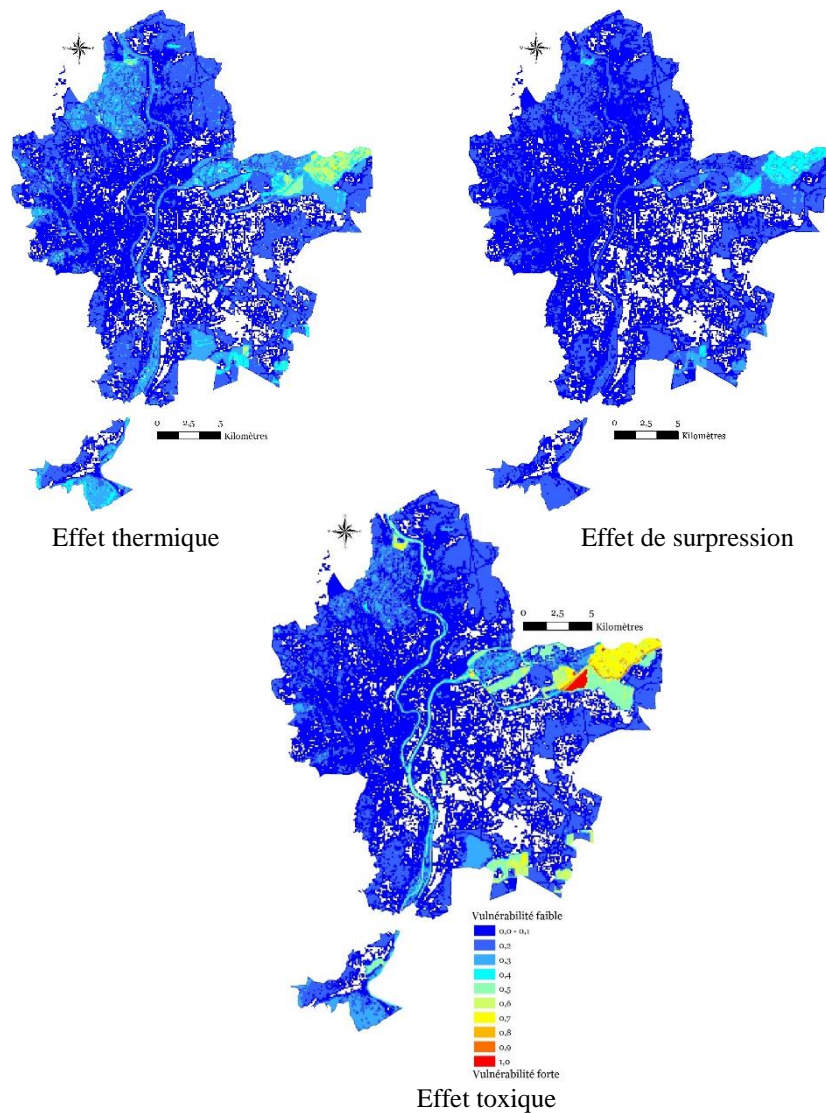 0 2,5 5
Kilomètres
0 2,5 5
Kilomètres
Effet thermique
Effet de surpression
0 2,5 5
Kilomètres
Vulnérabilité faible
0,0 - 0,1
0,2
0,3
0,4
0,5
0,6
0,7
0,8
0,9
1,0
Vulnérabilité forte
Effet toxique